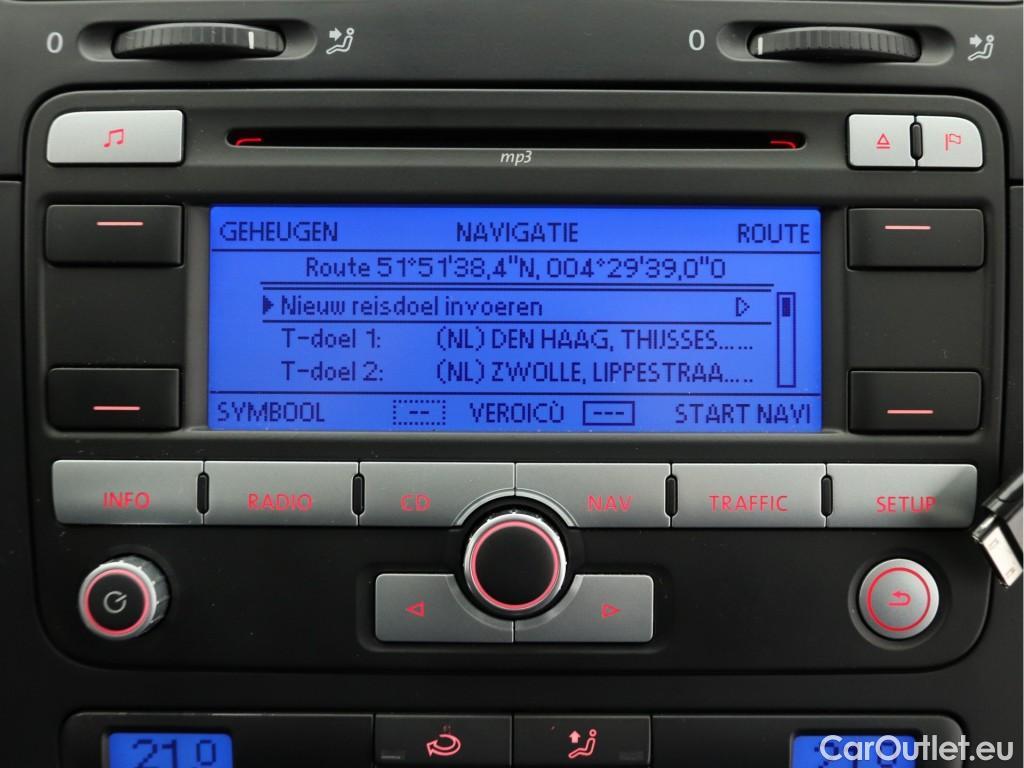 0 0
mp3
GEHEUGEN NAVIGATIE ROUTE
Route 51°51'38,4"N, 004°29'39,0"O
Nieuw reisdoel invoeren
T-doel 1: (NL) DEN HAAG, THIJSSES......
T-doel 2: (NL) ZWOLLE, LIPPESTRAA.....
SYMBOOL -- VEROICÙ --- START NAVI
INFO RADIO CD NAV TRAFFIC SETUP
21.0
CarOutlet.eu